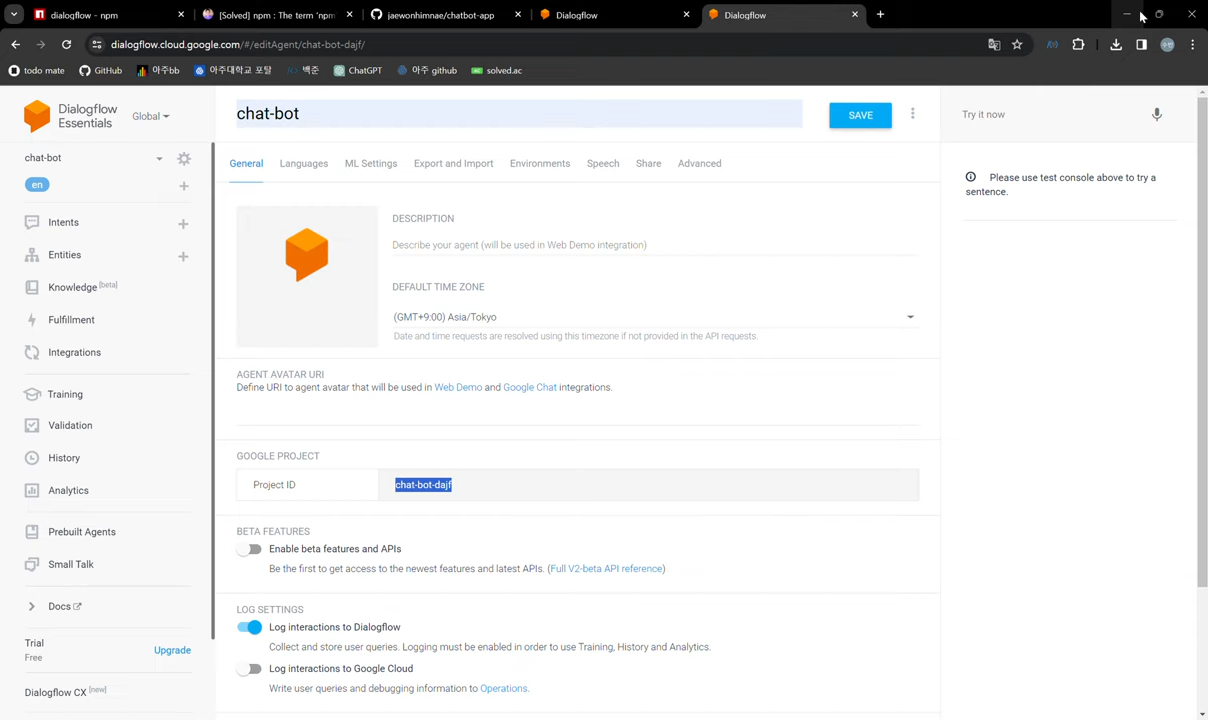 dialogflow - npm
[Solved] npm : The term 'npm
jaewonhimnae/chatbot-app
Dialogflow
Dialogflow
dialogflow.cloud.google.com/#/editAgent/chat-bot-dajf/
todo mate
GitHub
아주bb
아주대학교 포탈
백준
ChatGPT
아주 github
solved.ac
Dialogflow
Essentials
Global
chat-bot
SAVE
Try it now
chat-bot
en
General
Languages
ML Settings
Export and Import
Environments
Speech
Share
Advanced
Please use test console above to try a
sentence.
Intents
Entities
Knowledge [beta]
Fulfillment
Integrations
Training
Validation
History
Analytics
Prebuilt Agents
Small Talk
Docs
Trial
Free
Upgrade
Dialogflow CX [new]
DESCRIPTION
Describe your agent (will be used in Web Demo integration)
DEFAULT TIME ZONE
(GMT+9:00) Asia/Tokyo
Date and time requests are resolved using this timezone if not provided in the API requests.
AGENT AVATAR URI
Define URI to agent avatar that will be used in Web Demo and Google Chat integrations.
GOOGLE PROJECT
Project ID
chat-bot-dajf
BETA FEATURES
Enable beta features and APIs
Be the first to get access to the newest features and latest APIs. (Full V2-beta API reference)
LOG SETTINGS
Log interactions to Dialogflow
Collect and store user queries. Logging must be enabled in order to use Training, History and Analytics.
Log interactions to Google Cloud
Write user queries and debugging information to Operations.